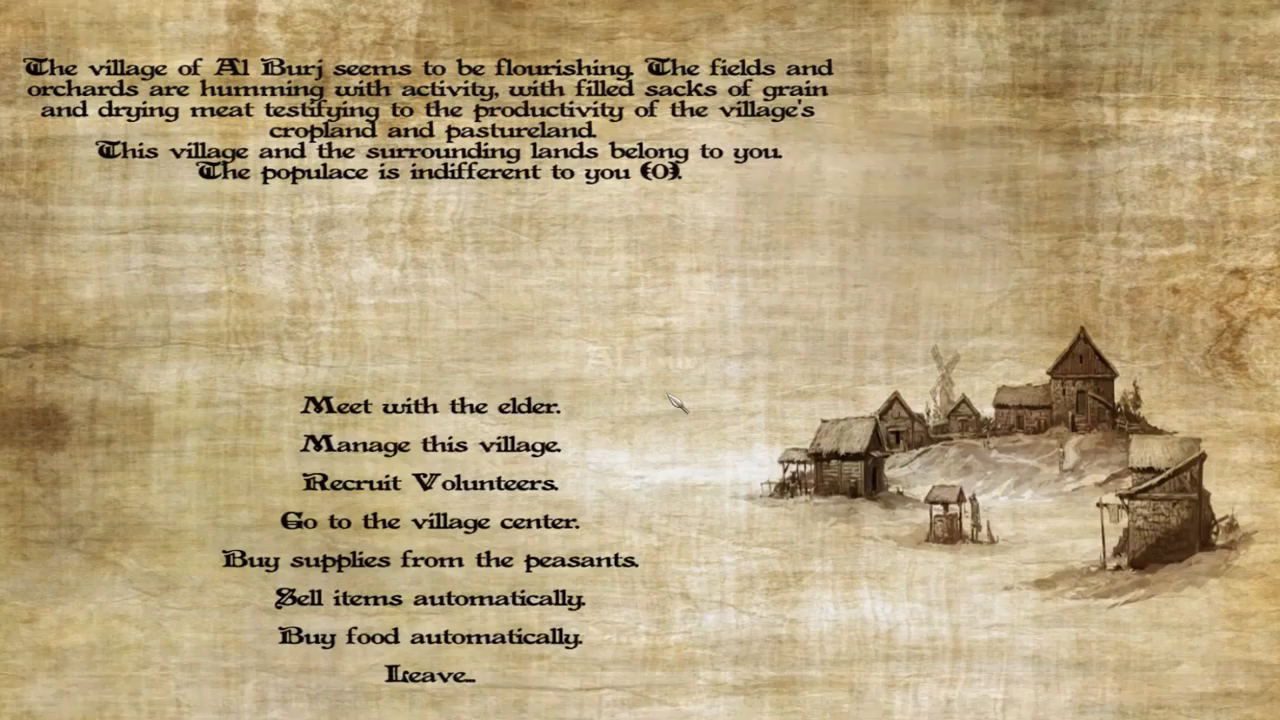 The village of Al Burj seems to be flourishing. The fields and
orchards are humming with activity, with filled sacks of grain
and drying meat testifying to the productivity of the village's
cropland and pastureland.
This village and the surrounding lands belong to you.
The populace is indifferent to you (0).
Meet with the elder.
Manage this village.
Recruit Volunteers.
Go to the village center.
Buy supplies from the peasants.
Sell items automatically.
Buy food automatically.
Leave...